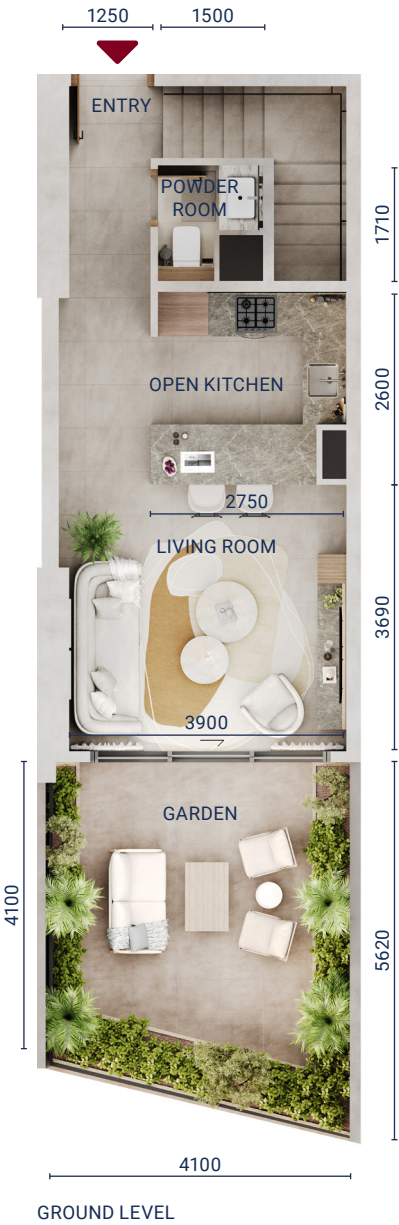 1250
1500
ENTRY
POWDER
ROOM
1710
OPEN KITCHEN
2600
2750
LIVING ROOM
3690
3900
GARDEN
4100
5620
4100
GROUND LEVEL